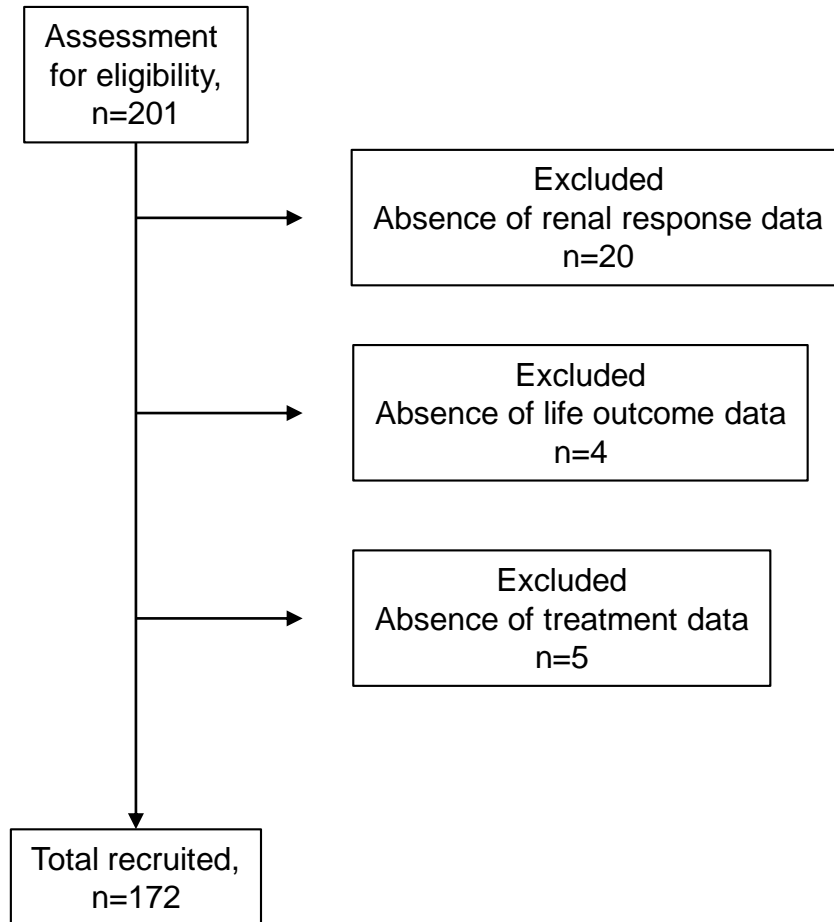 Assessment
for eligibility,
n=201
Excluded
Absence of renal response data
n=20
Excluded
Absence of life outcome data
n=4
Excluded
Absence of treatment data
n=5
Total recruited,
n=172